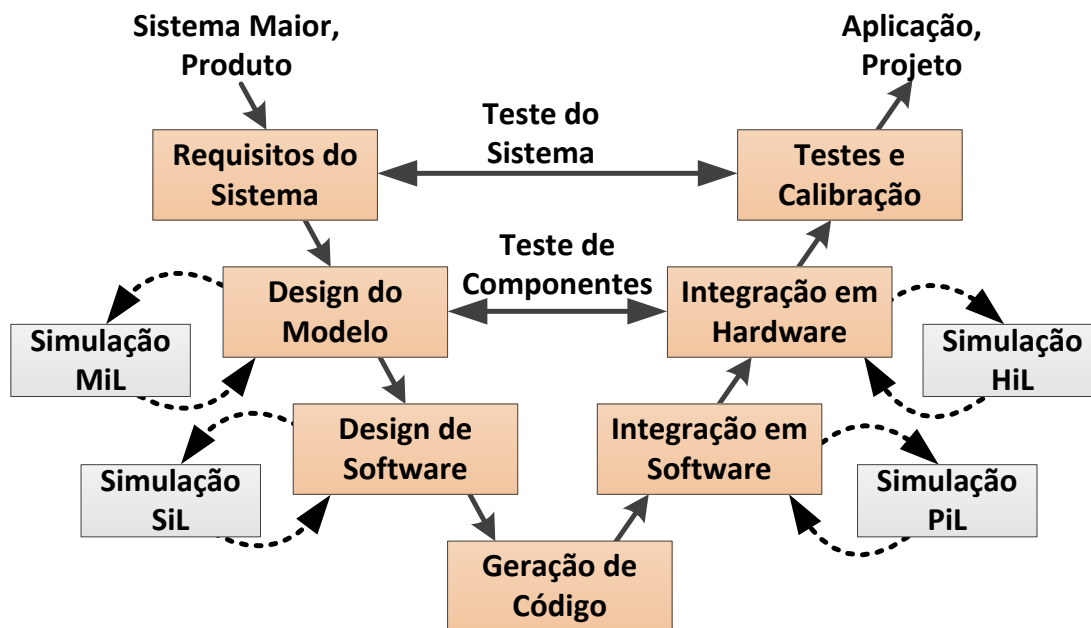 Sistema Maior,
Produto
Aplicação,
Projeto
Teste do
Sistema
Requisitos do
Sistema
Testes e
Calibração
Teste de
Componentes
Design do
Modelo
Integração em
Hardware
Simulação
MiL
Simulação
HiL
Design de
Software
Integração em
Software
Simulação
SiL
Simulação
PiL
Geração de
Código